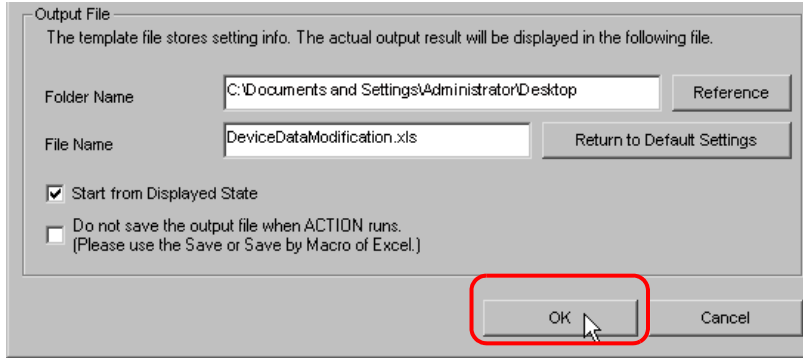 Output File
The template file stores setting info. The actual output result will be displayed in the following file.
Folder Name
C:\Documents and Settings\Administrator\Desktop
Reference
File Name
DeviceDataModification.xls
Return to Default Settings
Start from Displayed State
Do not save the output file when ACTION runs.
(Please use the Save or Save by Macro of Excel.)
OK
Cancel